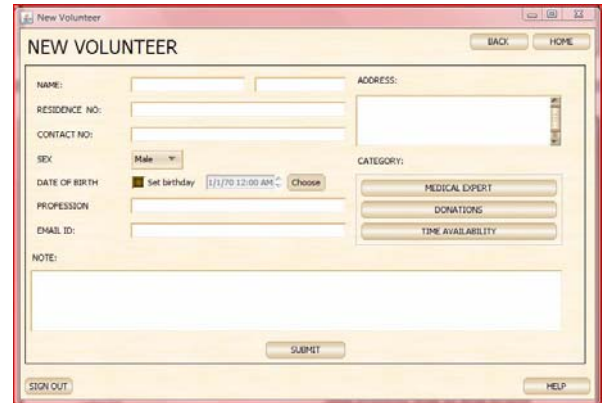 New Volunteer
NEW VOLUNTEER
BACK
HOME
NAME:
RESIDENCE NO:
CONTACT NO:
SEX
Male
DATE OF BIRTH
Set birthday
1/1/70 12:00 AM
Choose
PROFESSION
EMAIL ID:
ADDRESS:
CATEGORY:
MEDICAL EXPERT
DONATIONS
TIME AVAILABILITY
NOTE:
SUBMIT
SIGN OUT
HELP